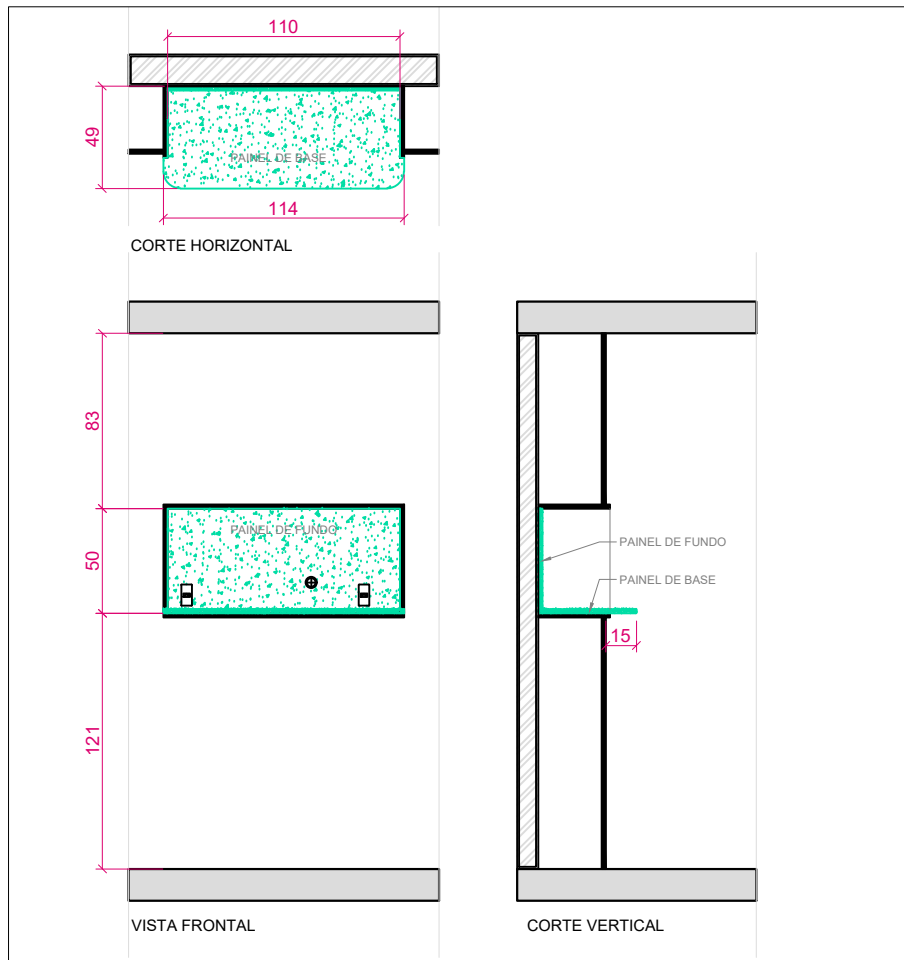 110
49
PAINEL DE BASE
114
CORTE HORIZONTAL
83
50
121
PAINEL DE FUNDO
PAINEL DE FUNDO
PAINEL DE BASE
15
VISTA FRONTAL
CORTE VERTICAL